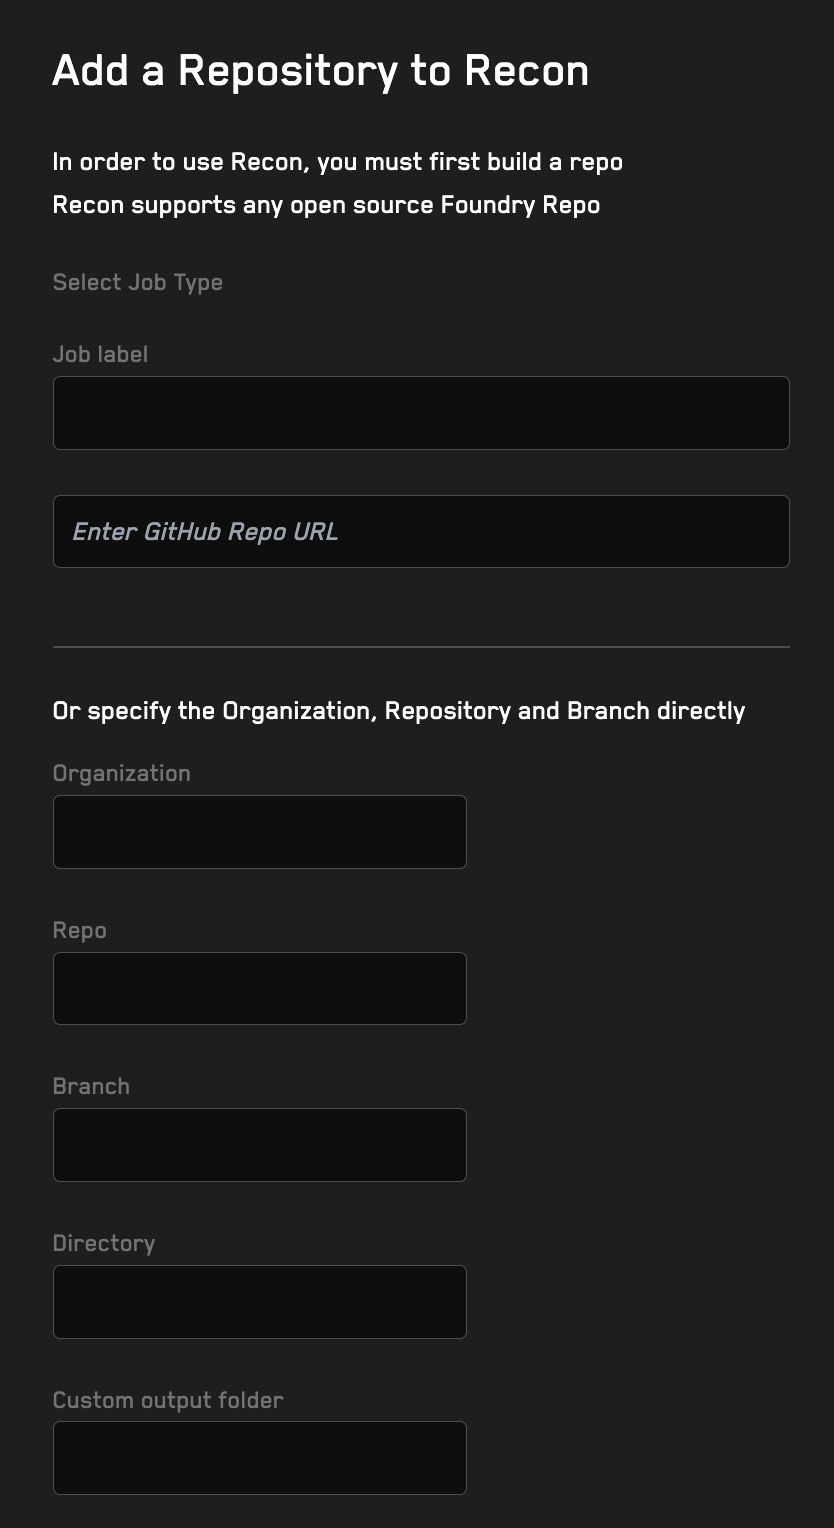 Add a Repository to Recon
In order to use Recon, you must first build a repo
Recon supports any open source Foundry Repo
Select Job Type
Job label
Enter GitHub Repo URL
Or specify the Organization, Repository and Branch directly
Organization
Repo
Branch
Directory
Custom output folder